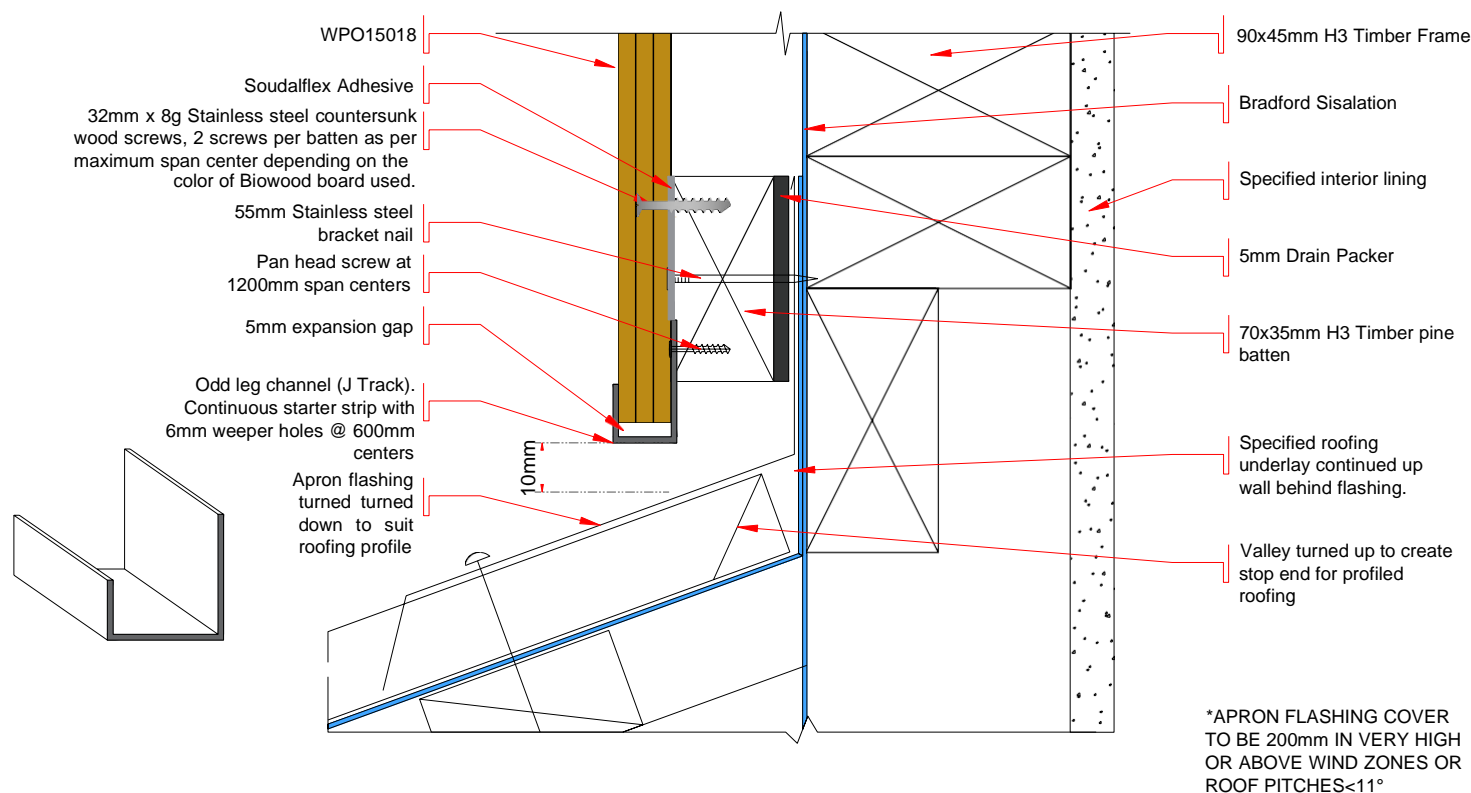 WPO15018
Soudalflex Adhesive
32mm x 8g Stainless steel countersunk
wood screws, 2 screws per batten as per
maximum span center depending on the
color of Biowood board used.
55mm Stainless steel
bracket nail
Pan head screw at
1200mm span centers
5mm expansion gap
Odd leg channel (J Track).
Continuous starter strip with
6mm weeper holes @ 600mm
centers
Apron flashing
turned turned
down to suit
roofing profile
10mm
90x45mm H3 Timber Frame
Bradford Sisalation
Specified interior lining
5mm Drain Packer
70x35mm H3 Timber pine
batten
Specified roofing
underlay continued up
wall behind flashing.
Valley turned up to create
stop end for profiled
roofing
*APRON FLASHING COVER
TO BE 200mm IN VERY HIGH
OR ABOVE WIND ZONES OR
ROOF PITCHES<11°